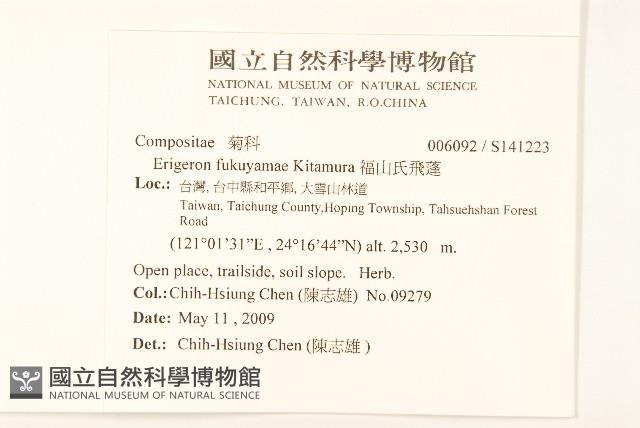 國立自然科學博物館
NATIONAL MUSEUM OF NATURAL SCIENCE
TAICHUNG, TAIWAN, R.O.CHINA
Compositae 菊科 006092 / S141223
Erigeron fukuyamae Kitamura 福山氏飛蓬
Loc.: 台灣, 台中縣和平鄉, 大雪山林道
Taiwan, Taichung County,Hoping Township, Tahsuehshan Forest
Road
(121°01'31”E , 24°16'44”N) alt. 2,530 m.
Open place, trailside, soil slope. Herb.
Col.: Chih-Hsiung Chen (陳志雄) No.09279
Date: May 11 , 2009
Det.: Chih-Hsiung Chen (陳志雄 )
國立自然科學博物館
NATIONAL MUSEUM OF NATURAL SCIENCE